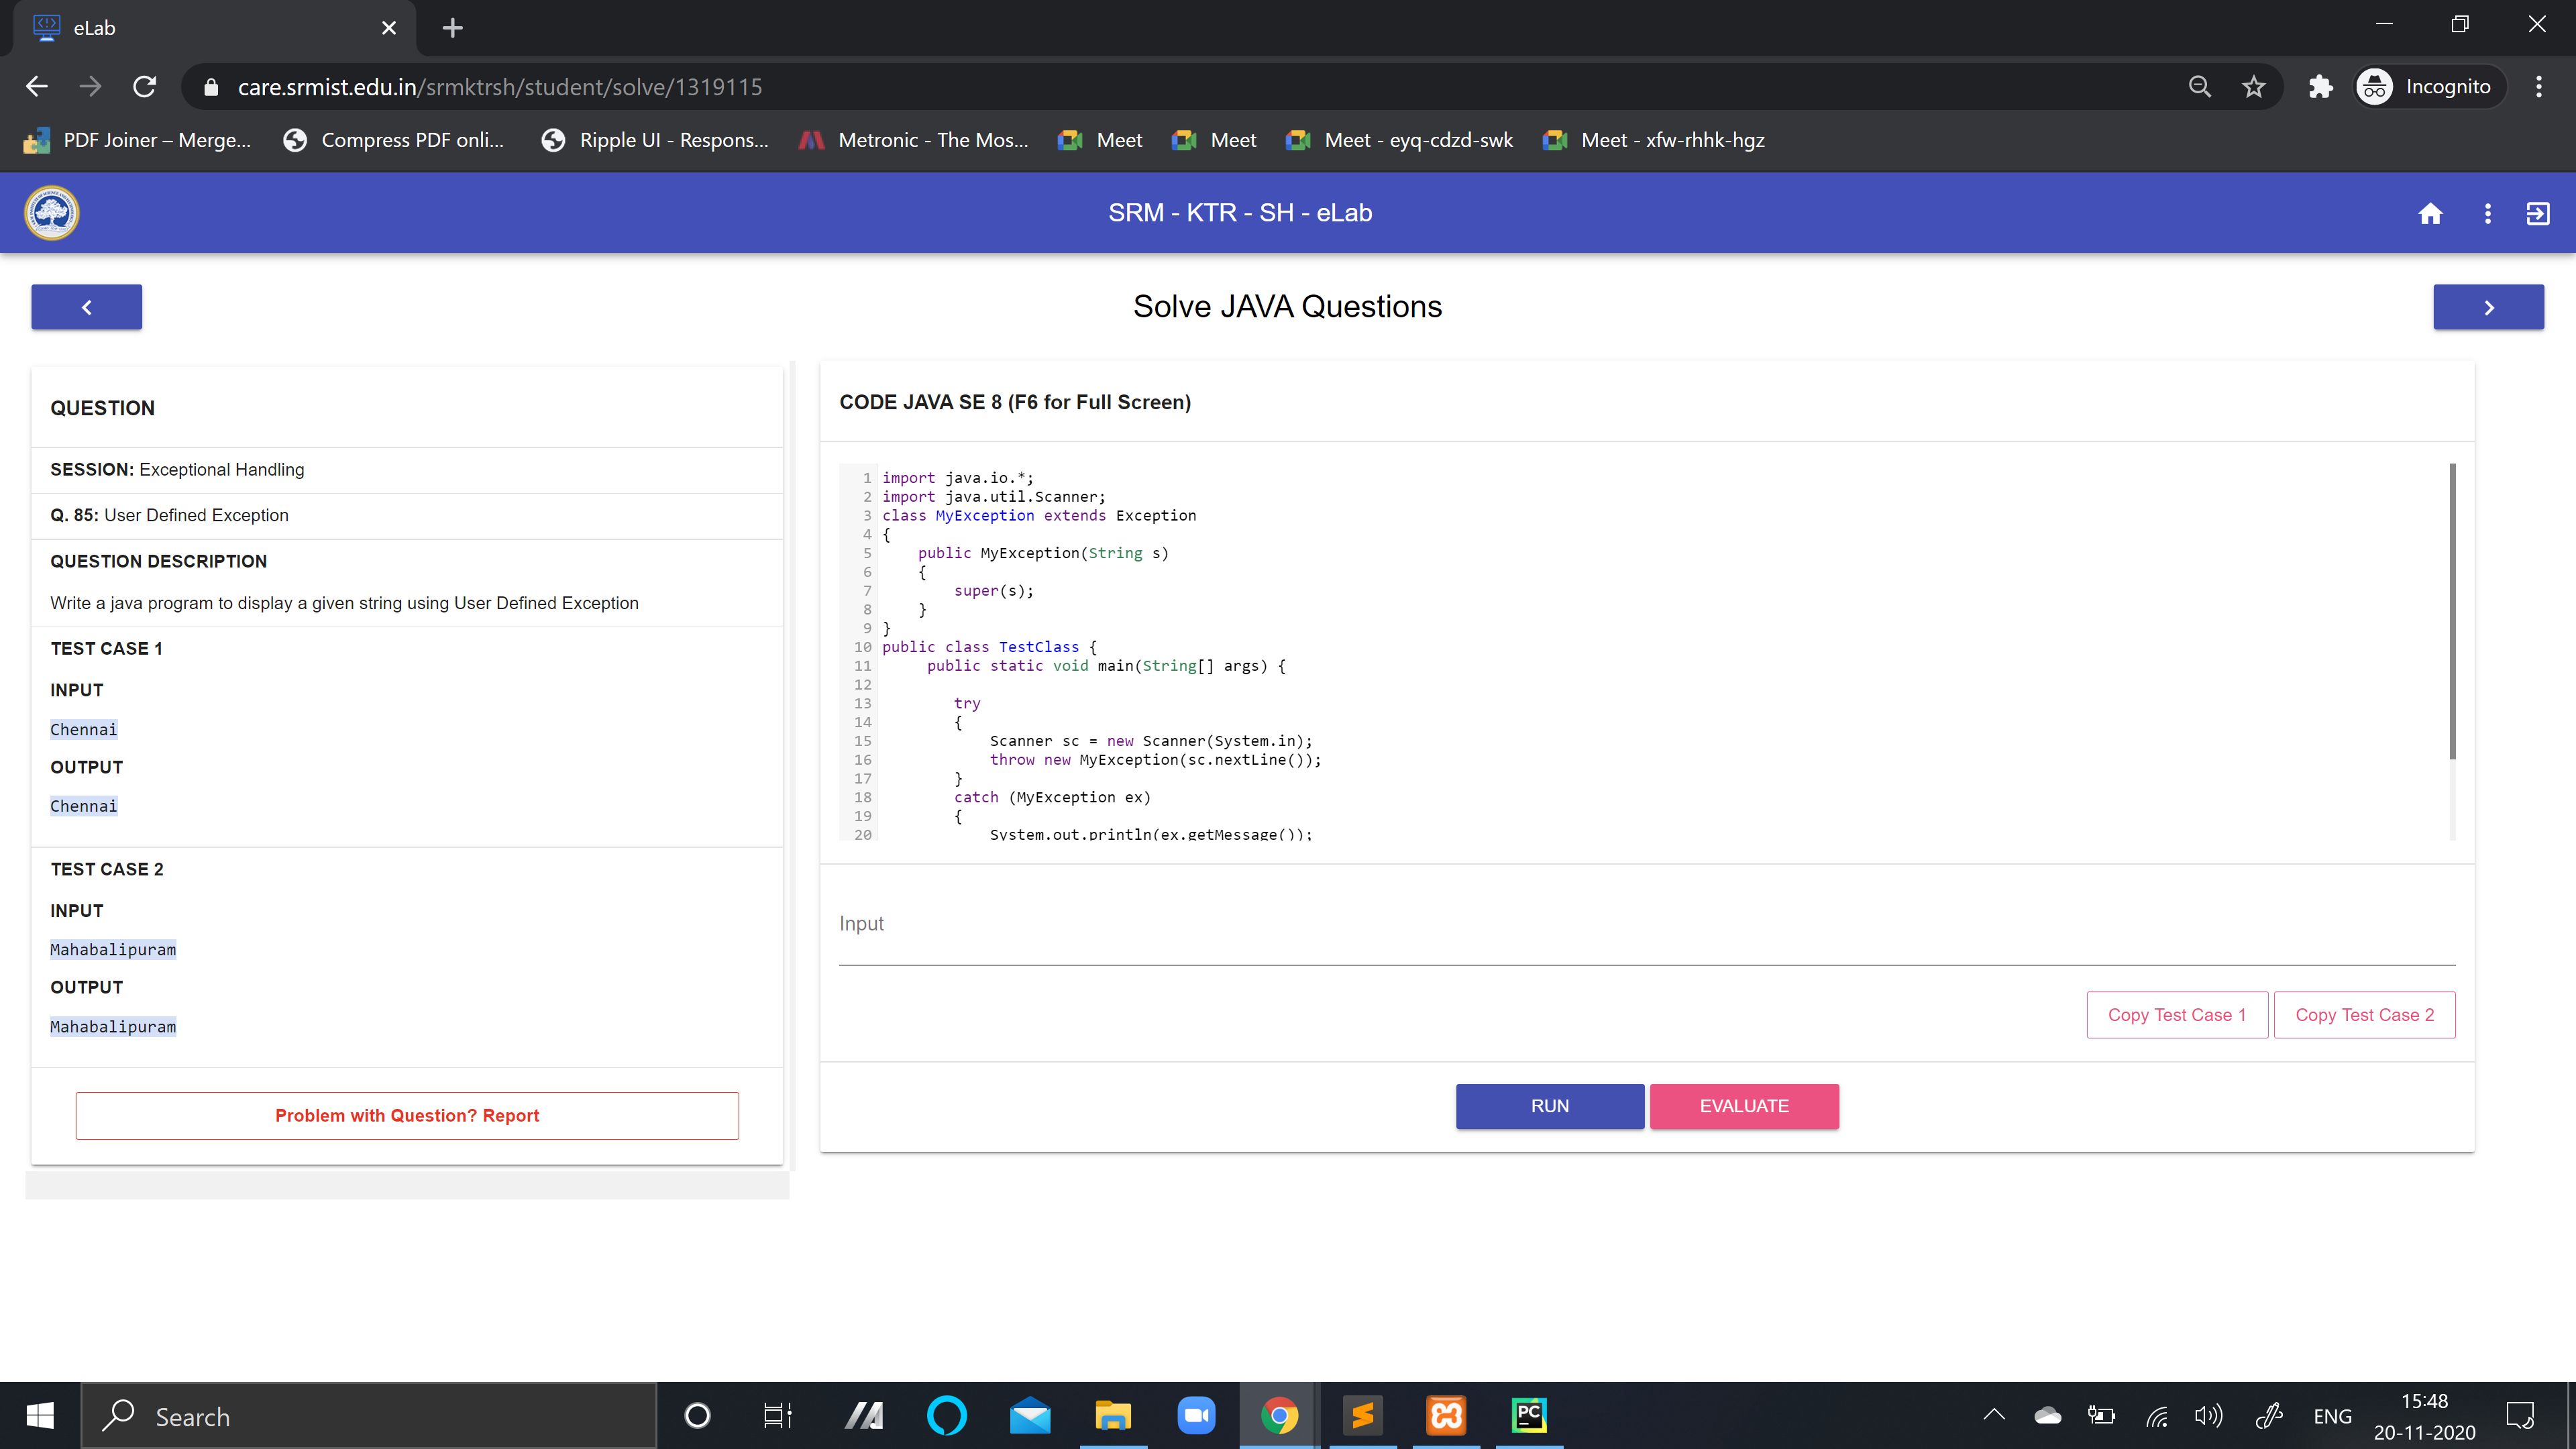 eLab
care.srmist.edu.in/srmktrsh/student/solve/1319115
Incognito
PDF Joiner – Merge...
Compress PDF onli...
Ripple UI - Respons...
Metronic - The Mos...
Meet
Meet
Meet - eyq-cdzd-swk
Meet - xfw-rhhk-hgz
SRM - KTR - SH - eLab
Solve JAVA Questions
QUESTION
SESSION: Exceptional Handling
Q. 85: User Defined Exception
QUESTION DESCRIPTION
Write a java program to display a given string using User Defined Exception
TEST CASE 1
INPUT
Chennai
OUTPUT
Chennai
TEST CASE 2
INPUT
Mahabalipuram
OUTPUT
Mahabalipuram
Problem with Question? Report
CODE JAVA SE 8 (F6 for Full Screen)
1 import java.io.*;
2 import java.util.Scanner;
3 class MyException extends Exception
4 {
5 public MyException(String s)
6 {
7 super(s);
8 }
9 }
10 public class TestClass {
11 public static void main(String[] args) {
12
13 try
14 {
15 Scanner sc = new Scanner(System.in);
16 throw new MyException(sc.nextLine());
17 }
18 catch (MyException ex)
19 {
20 System.out.println(ex.getMessage());
Input
Copy Test Case 1
Copy Test Case 2
RUN
EVALUATE
Search
PC
ENG
15:48
20-11-2020